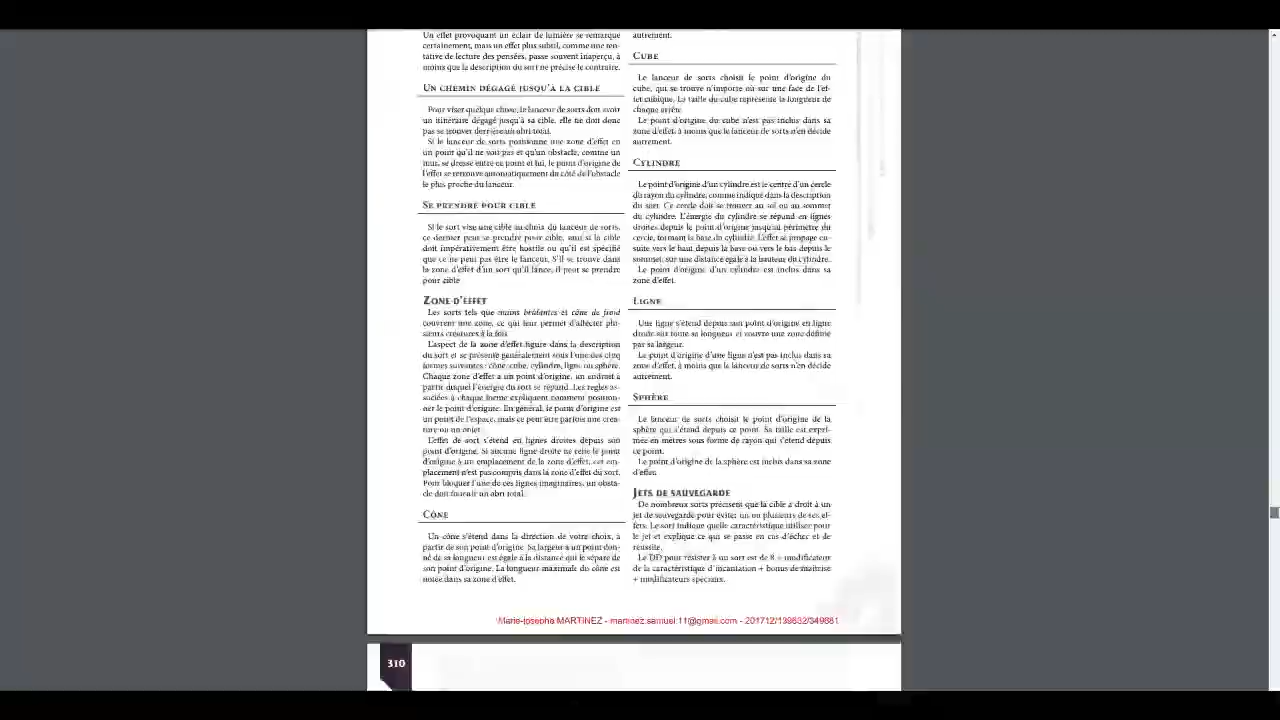 Un effet provoquant un éclair de lumière se remarque
certainement, mais un effet plus subtil, comme une ten-
tative de lecture des pensées, passe souvent inaperçu, à
moins que la description du sort ne précise le contraire.
Un chemin dégagé jusqu'à la cible
Pour viser quelque chose, le lanceur de sorts doit avoir
un itinéraire dégagé jusqu'à sa cible, elle ne doit donc
pas se trouver derrière un abri total.
Si le lanceur de sorts positionne une zone d'effet en
un point qu'il ne voit pas et qu'un obstacle, comme un
mur, se dresse entre ce point et lui, le point d'origine de
l'effet se retrouve automatiquement du côté de l'obstacle
le plus proche du lanceur.
Se prendre pour cible
Si le sort vise une cible au choix du lanceur de sorts,
ce dernier peut se prendre pour cible, sauf si la cible
doit impérativement être hostile ou qu'il est spécifié
que ce ne peut pas être le lanceur. S'il se trouve dans
la zone d'effet d'un sort qu'il lance, il peut se prendre
pour cible
Zone d'effet
Les sorts tels que mains brûlantes et cône de froid
couvrent une zone, ce qui leur permet d'affecter plu-
sieurs créatures à la fois.
L'aspect de la zone d'effet figure dans la description
du sort et se présente généralement sous l'une des cinq
formes suivantes : cône, cube, cylindre, ligne ou sphère.
Chaque zone d'effet a un point d'origine, un endroit à
partir duquel l'énergie du sort se répand. Les règles as-
sociées à chaque forme expliquent comment position-
ner le point d'origine. En général, le point d'origine est
un point de l'espace, mais ce peut être parfois une créa-
ture ou un objet.
L'effet de sort s'étend en lignes droites depuis son
point d'origine. Si aucune ligne droite ne relie le point
d'origine à un emplacement de la zone d'effet, cet em-
placement n'est pas compris dans la zone d'effet du sort.
Pour bloquer l'une de ces lignes imaginaires, un obsta-
cle doit fournir un abri total.
Cône
Un cône s'étend dans la direction de votre choix, à
partir de son point d'origine. Sa largeur à un point don-
né de sa longueur est égale à la distance qui le sépare de
son point d'origine. La longueur maximale du cône est
notée dans sa zone d'effet.
autrement.
Cube
Le lanceur de sorts choisit le point d'origine du
cube, qui se trouve n'importe où sur une face de l'ef-
fet cubique. La taille du cube représente la longueur de
chaque arête.
Le point d'origine du cube n'est pas inclus dans sa
zone d'effet, à moins que le lanceur de sorts n'en décide
autrement.
Cylindre
Le point d'origine d'un cylindre est le centre d'un cercle
du rayon du cylindre, comme indiqué dans la description
du sort. Ce cercle doit se trouver au sol ou au sommet
du cylindre. L'énergie du cylindre se répand en lignes
droites depuis le point d'origine jusqu'au périmètre du
cercle, formant la base du cylindre. L'effet se propage en-
suite vers le haut depuis la base ou vers le bas depuis le
sommet, sur une distance égale à la hauteur du cylindre.
Le point d'origine d'un cylindre est inclus dans sa
zone d'effet.
Ligne
Une ligne s'étend depuis son point d'origine en ligne
droite sur toute sa longueur et couvre une zone définie
par sa largeur.
Le point d'origine d'une ligne n'est pas inclus dans sa
zone d'effet, à moins que le lanceur de sorts n'en décide
autrement.
Sphère
Le lanceur de sorts choisit le point d'origine de la
sphère qui s'étend depuis ce point. Sa taille est expri-
mée en mètres sous forme de rayon qui s'étend depuis
ce point.
Le point d'origine de la sphère est inclus dans sa zone
d'effet.
Jets de sauvegarde
De nombreux sorts précisent que la cible a droit à un
jet de sauvegarde pour éviter un ou plusieurs de ses ef-
fets. Le sort indique quelle caractéristique utiliser pour
le jet et explique ce qui se passe en cas d'échec et de
réussite.
Le DD pour résister à un sort est de 8 + modificateur
de la caractéristique d'incantation + bonus de maîtrise
+ modificateurs spéciaux.
Marie-josephe MARTINEZ - martinez.samuel.11@gmail.com - 201712/139632/349881
310